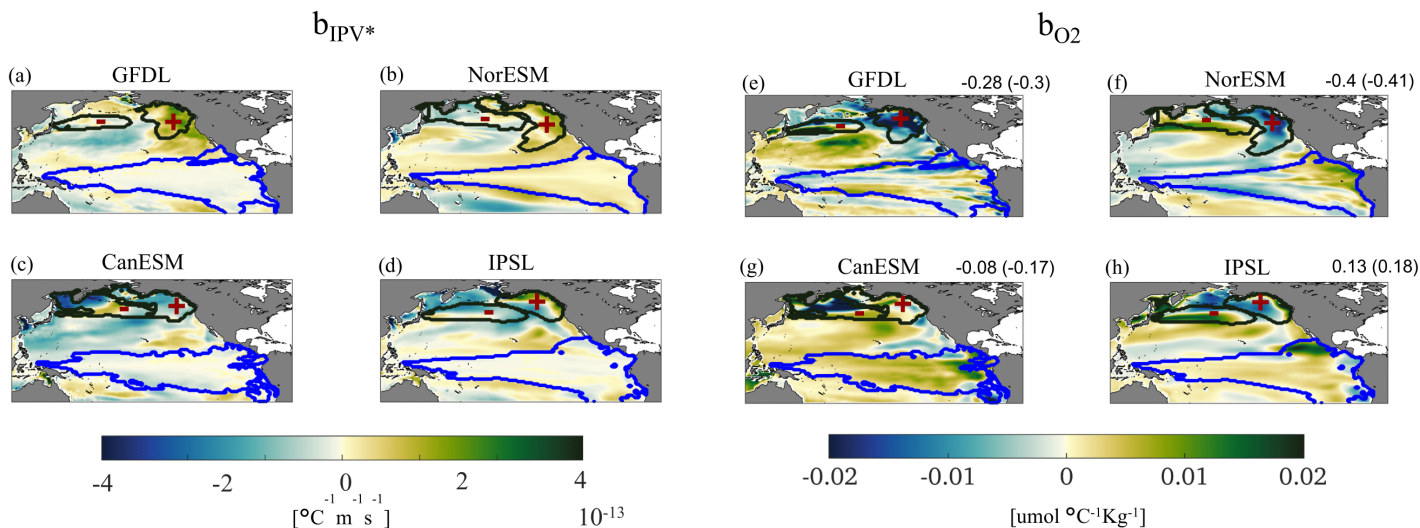 b_IPV*
b_O2
(a) GFDL
(b) NorESM
(e) GFDL -0.28 (-0.3)
(f) NorESM -0.4 (-0.41)
- +
- +
- +
- +
(c) CanESM
(d) IPSL
(g) CanESM -0.08 (-0.17)
(h) IPSL 0.13 (0.18)
- +
- +
- +
- +
-4 -2 0 2 4
-0.02 -0.01 0 0.01 0.02
[°C⁻¹ m⁻¹ s⁻¹] 10⁻¹³
[umol °C⁻¹Kg⁻¹]